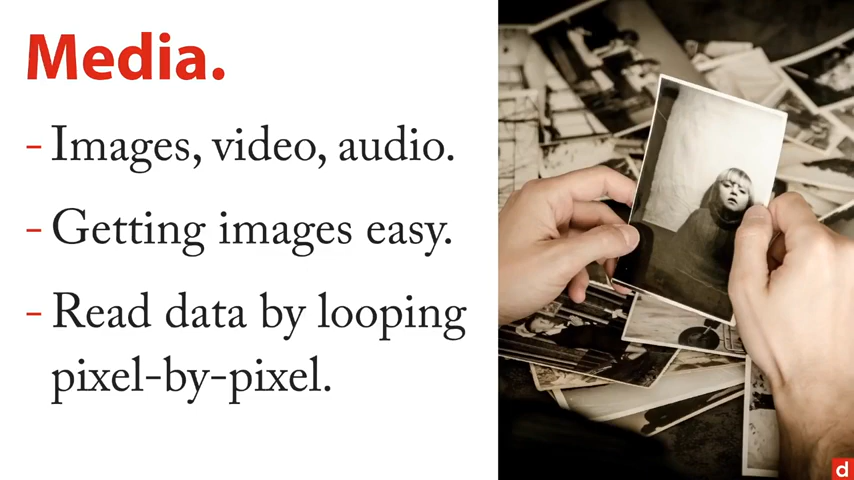 Media.
- Images, video, audio.
- Getting images easy.
- Read data by looping
pixel-by-pixel.
d